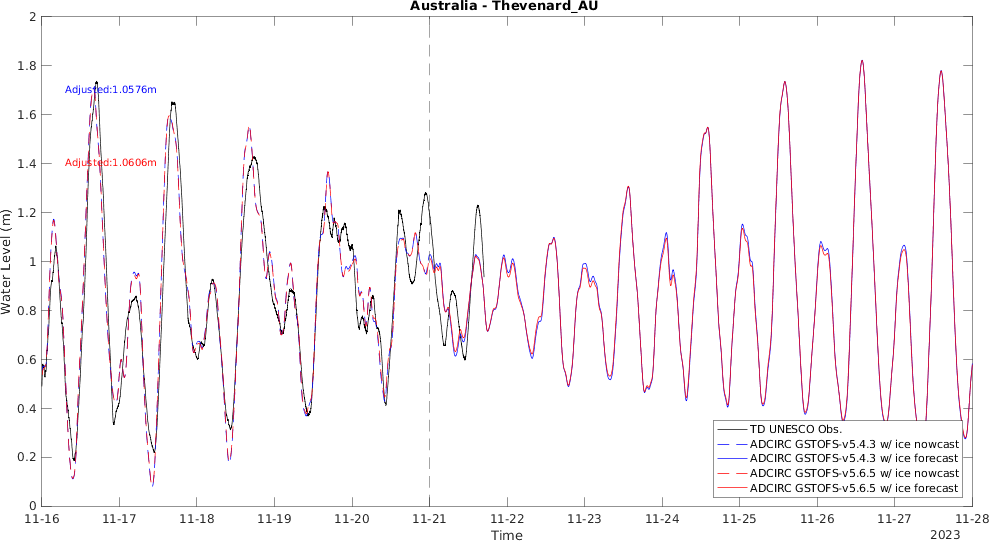 Australia - Thevenard_AU
Water Level (m)
2
1.8
1.6
1.4
1.2
1
0.8
0.6
0.4
0.2
0
Adjusted:1.0576m
Adjusted:1.0606m
TD UNESCO Obs.
ADCIRC GSTOFS-v5.4.3 w/ ice nowcast
ADCIRC GSTOFS-v5.4.3 w/ ice forecast
ADCIRC GSTOFS-v5.6.5 w/ ice nowcast
ADCIRC GSTOFS-v5.6.5 w/ ice forecast
11-16 11-17 11-18 11-19 11-20 11-21 11-22 11-23 11-24 11-25 11-26 11-27 11-28
Time
2023